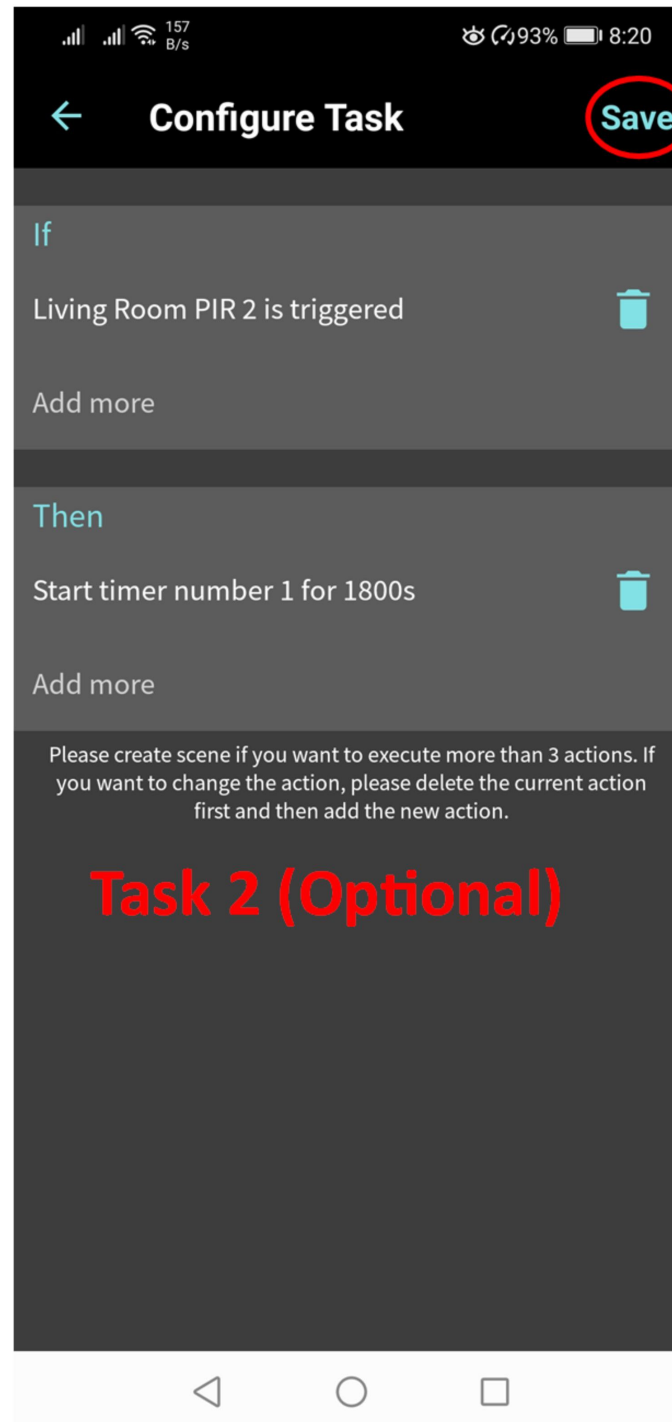 157
B/s
93% 8:20
Configure Task
Save
If
Living Room PIR 2 is triggered
Add more
Then
Start timer number 1 for 1800s
Add more
Please create scene if you want to execute more than 3 actions. If
you want to change the action, please delete the current action
first and then add the new action.
Task 2 (Optional)